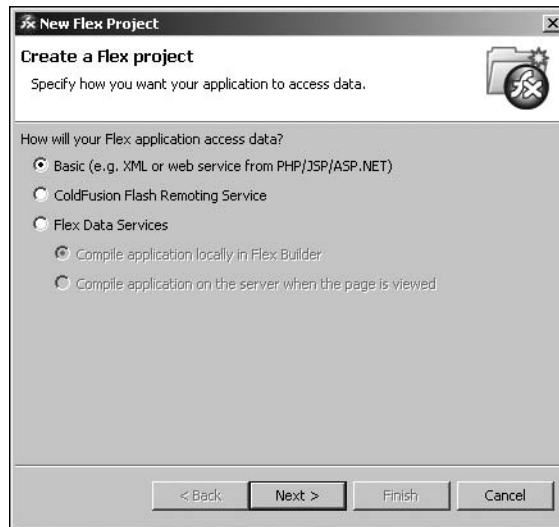 New Flex Project
Create a Flex project
Specify how you want your application to access data.
How will your Flex application access data?
Basic (e.g. XML or web service from PHP/JSP/ASP.NET)
ColdFusion Flash Remoting Service
Flex Data Services
Compile application locally in Flex Builder
Compile application on the server when the page is viewed
< Back Next > Finish Cancel